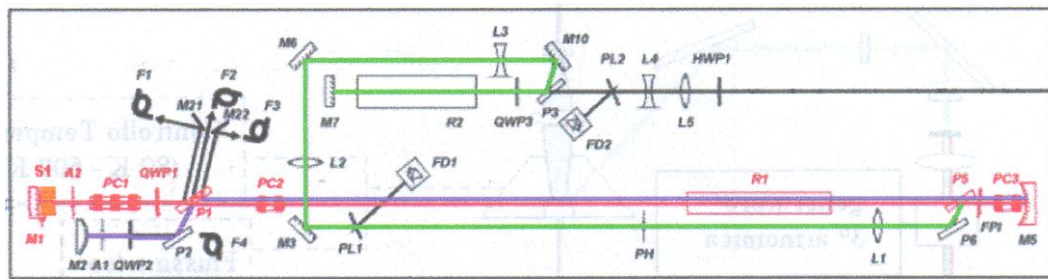 M6
L3
M10
F1
F2
M21
F3
M22
PL2
L4
HWP1
M7
R2
QWP3
P3
FD2
L5
S1
A2
PC1
QWP1
P1
L2
FD1
PC2
R1
P5
PC3
M1
M2
A1
QWP2
P2
F4
M3
PL1
PH
L1
P6
FPI
M5